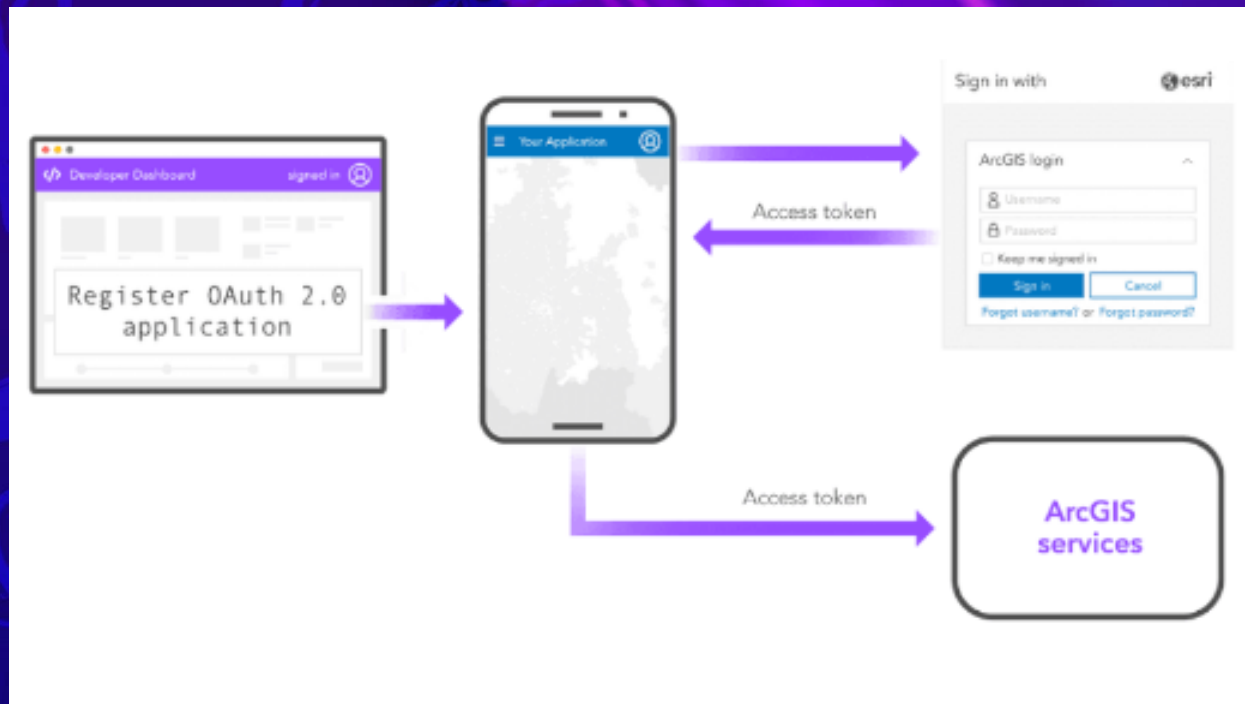 Developer Dashboard
signed in
Register OAuth 2.0
application
Your Application
Access token
Sign in with
esri
ArcGIS login
Username
Password
Keep me signed in
Sign in
Cancel
Forgot username? or Forgot password?
Access token
ArcGIS
services